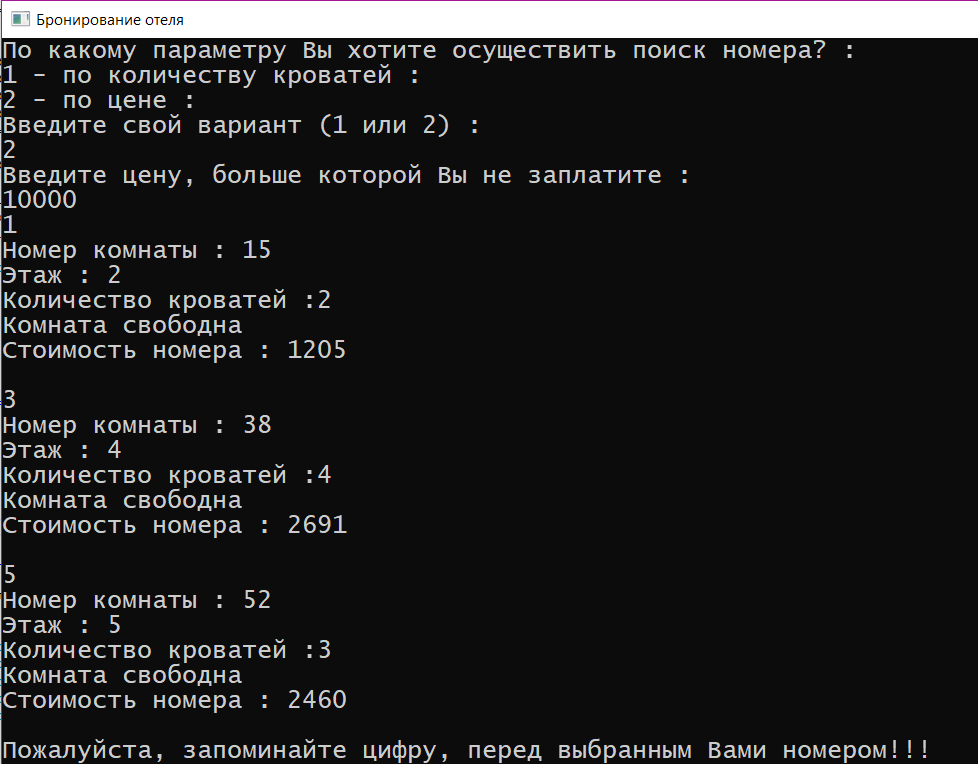 Бронирование отеля
По какому параметру Вы хотите осуществить поиск номера? :
1 - по количеству кроватей :
2 - по цене :
Введите свой вариант (1 или 2) :
2
Введите цену, больше которой Вы не заплатите :
10000
1
Номер комнаты : 15
Этаж : 2
Количество кроватей :2
Комната свободна
Стоимость номера : 1205
3
Номер комнаты : 38
Этаж : 4
Количество кроватей :4
Комната свободна
Стоимость номера : 2691
5
Номер комнаты : 52
Этаж : 5
Количество кроватей :3
Комната свободна
Стоимость номера : 2460
Пожалуйста, запоминайте цифру, перед выбранным Вами номером!!!